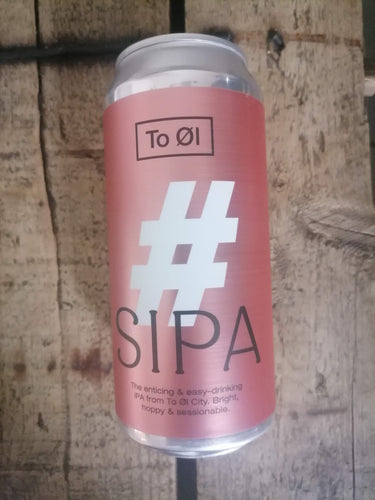 To Øl
#
SIPA
The enticing & easy-drinking
IPA from To Øl City. Bright,
hoppy & sessionable.